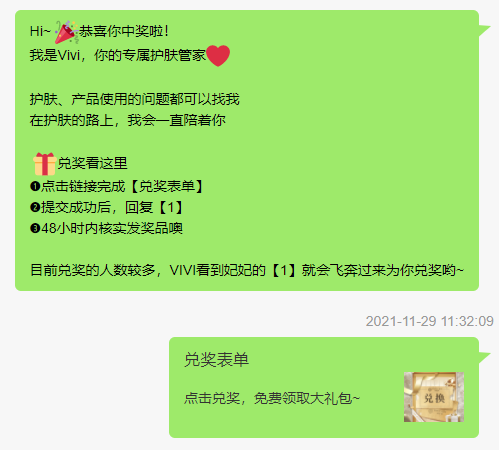 Hi~ 🎉恭喜你中奖啦！
我是Vivi，你的专属护肤管家❤️
护肤、产品使用的问题都可以找我
在护肤的路上，我会一直陪着你
🎁兑奖看这里
❶点击链接完成【兑奖表单】
❷提交成功后，回复【1】
❸48小时内核实发奖品噢
目前兑奖的人数较多，VIVI看到妃妃的【1】就会飞奔过来为你兑奖哟~
2021-11-29 11:32:09
兑奖表单
点击兑奖，免费领取大礼包~
兑换